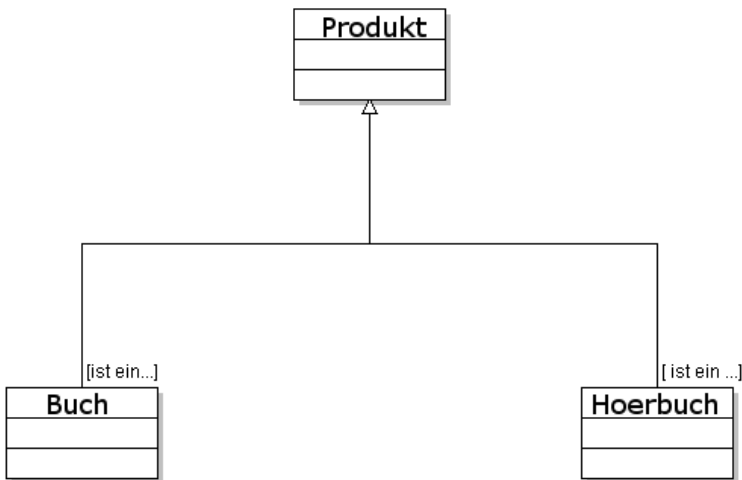 Produkt
[ist ein...]
[ ist ein ...]
Buch
Hoerbuch